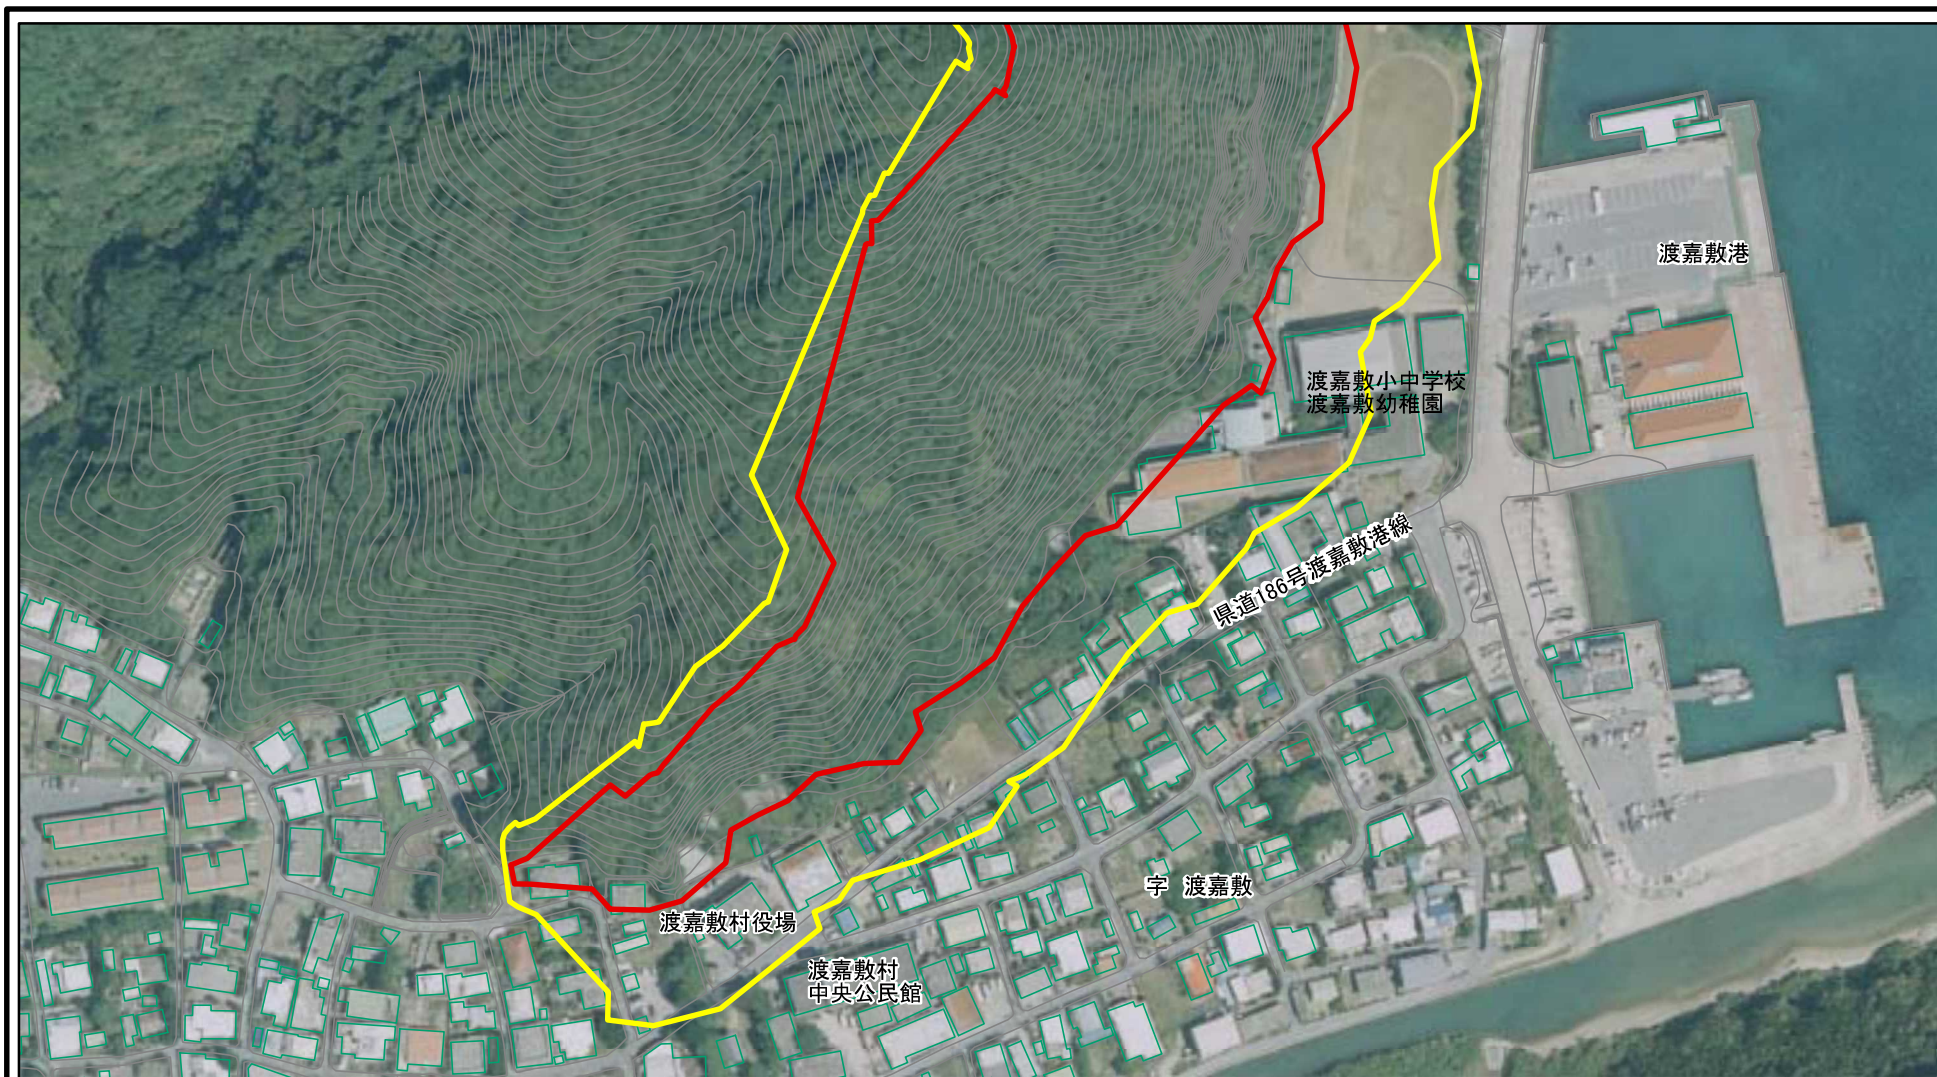 渡嘉敷港
渡嘉敷小中学校
渡嘉敷幼稚園
県道186号渡嘉敷港線
字 渡嘉敷
渡嘉敷村役場
渡嘉敷村
中央公民館